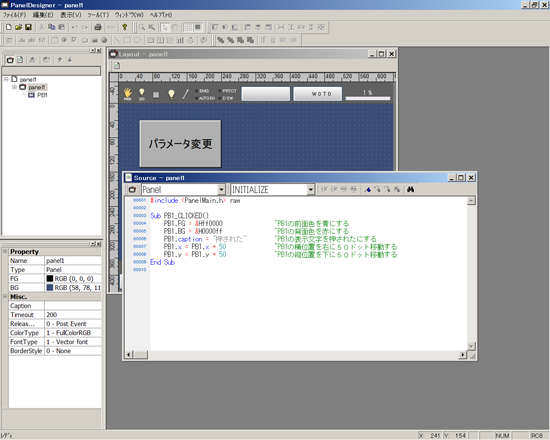 PanelDesigner - panel1
ファイル(F) 編集(E) 表示(V) ツール(T) ウィンドウ(W) ヘルプ(H)
panel1
panel1
PB1
Layout - panel1
0 40 80 120 160 200 240 280 320 360 400 440 480 520 560 600
EMG
AUTO EN
PRTCT
D SW
W0T0
1 %
パラメータ変更
Source - panel1
Panel
INITIALIZE
00001 #include <PanelMain.h> raw
00002
00003 Sub PB1_CLICKED()
00004 PB1.FG = &Hff0000 'PB1の前面色を青にする
00005 PB1.BG = &H0000ff 'PB1の背面色を赤にする
00006 PB1.caption = "押された" 'PB1の表示文字を押されたにする
00007 PB1.x = PB1.x + 50 'PB1の横位置を右に５０ドット移動する
00008 PB1.y = PB1.y + 50 'PB1の縦位置を下に５０ドット移動する
00009 End Sub
00010
Property
Name panel1
Type Panel
FG RGB (0, 0, 0)
BG RGB (58, 78, 11
Misc.
Caption
Timeout 200
Releas... 0 - Post Event
ColorType 1 - FullColorRGB
FontType 1 - Vector font
BorderStyle 0 - None
レディ
X: 241 Y: 154 NUM RC8